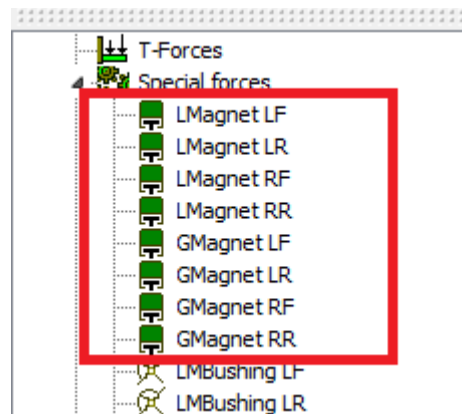 T-Forces
Special forces
LMagnet LF
LMagnet LR
LMagnet RF
LMagnet RR
GMagnet LF
GMagnet LR
GMagnet RF
GMagnet RR
LMBushing LF
LMBushing LR